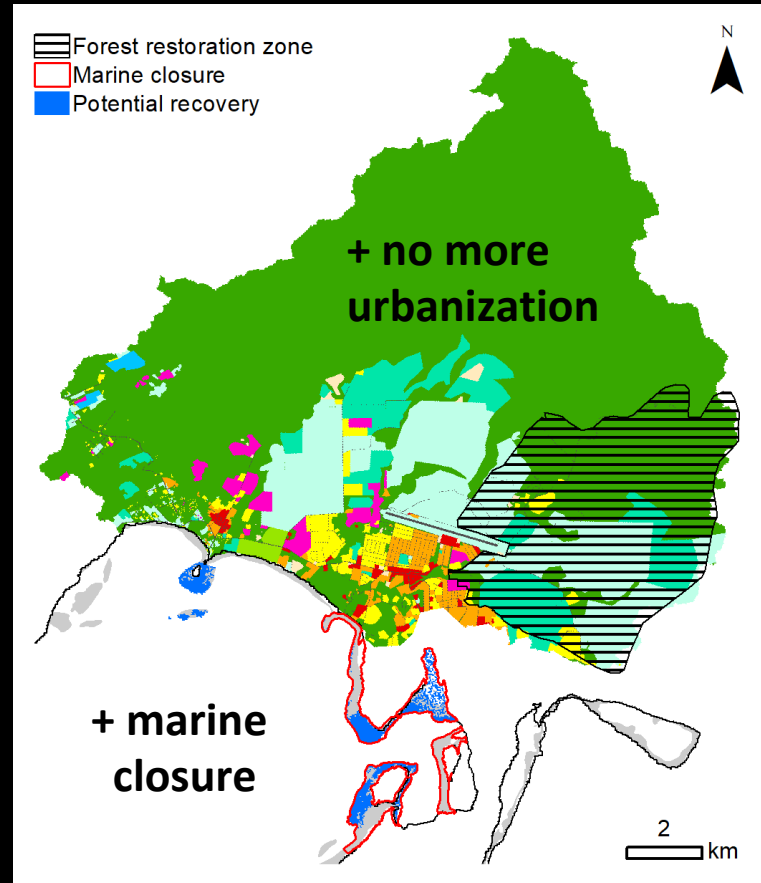 Forest restoration zone
Marine closure
Potential recovery
N
+ no more
urbanization
+ marine
closure
2
km